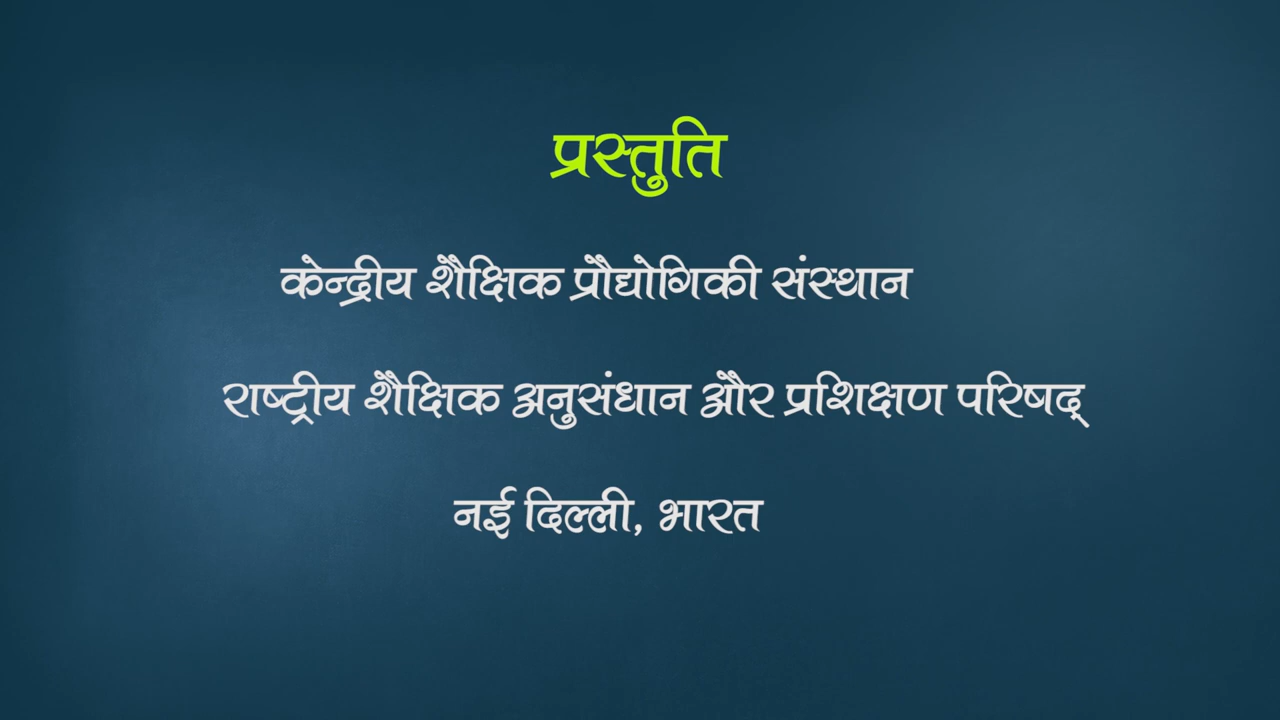 प्रस्तुति
केन्द्रीय शैक्षिक प्रौद्योगिकी संस्थान
राष्ट्रीय शैक्षिक अनुसंधान और प्रशिक्षण परिषद्
नई दिल्ली, भारत